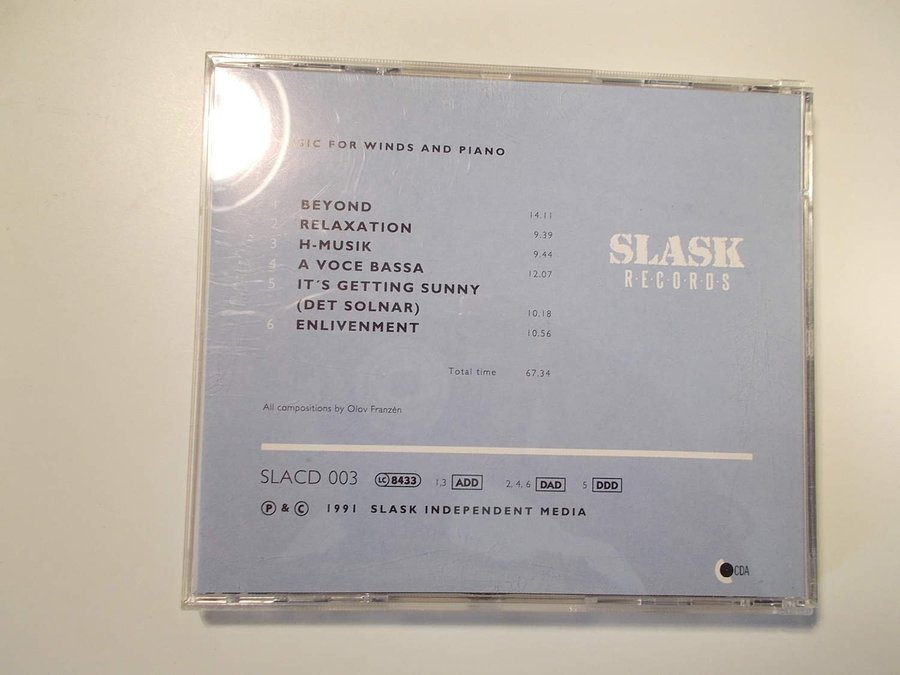 MUSIC FOR WINDS AND PIANO
1 BEYOND 14.11
2 RELAXATION 9.39
3 H-MUSIK 9.44
4 A VOCE BASSA 12.07
5 IT´S GETTING SUNNY
(DET SOLNAR) 10.18
6 ENLIVENMENT 10.56
Total time 67.34
SLASK
R·E·C·O·R·D·S
All compositions by Olov Franzén
SLACD 003 LC 8433 1,3 ADD 2, 4, 6 DAD 5 DDD
Ⓟ & © 1991 SLASK INDEPENDENT MEDIA
CDA